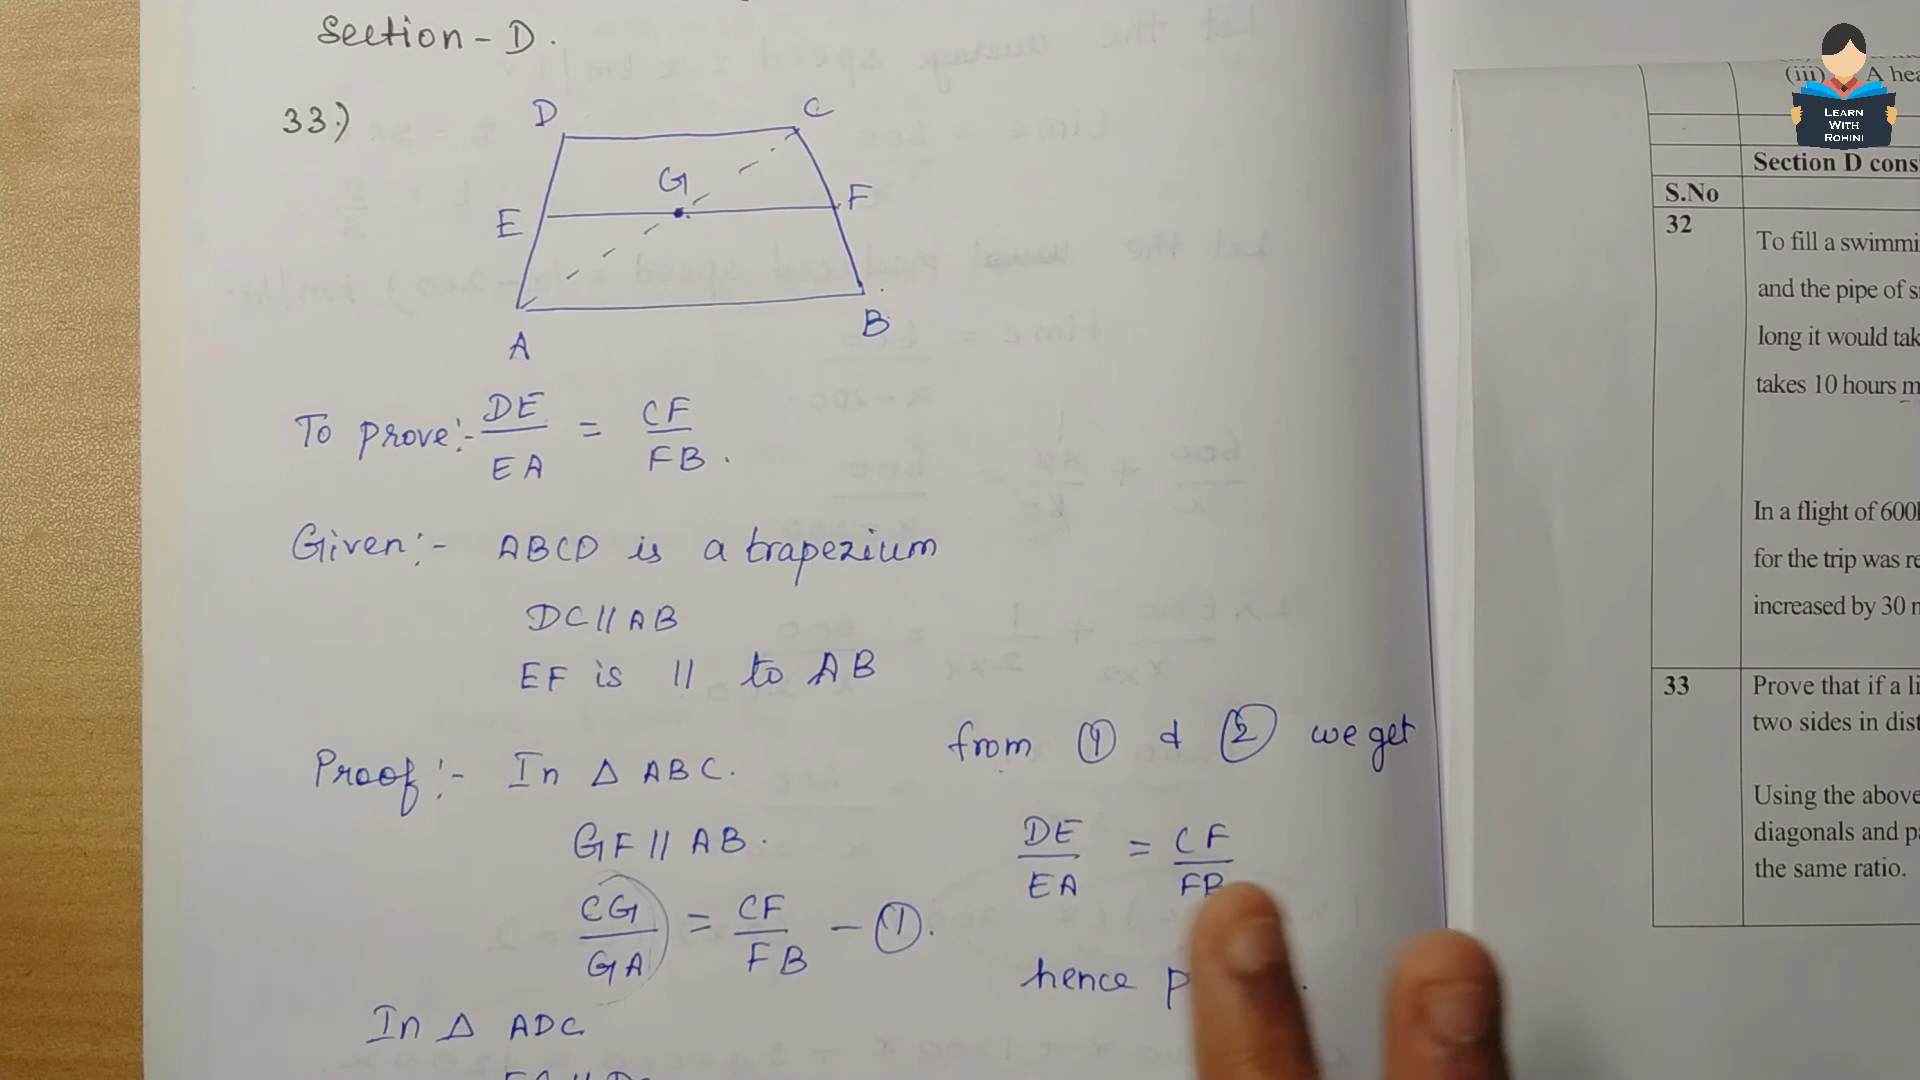 Section - D.
33)
D
C
G
E
F
A
B
To prove:- DE/EA = CF/FB.
Given:- ABCD is a trapezium
DC // AB
EF is // to AB
Proof:- In Δ ABC.
GF // AB.
CG/GA = CF/FB - ①.
In Δ ADC
from ① & ② we get
DE/EA = CF/FB
hence
LEARN
WITH
ROHINI
(iii) A hea
Section D cons
S.No
32
To fill a swimmi
and the pipe of s
long it would tak
takes 10 hours m
In a flight of 600
for the trip was re
increased by 30 m
33
Prove that if a li
two sides in dist
Using the above
diagonals and p
the same ratio.